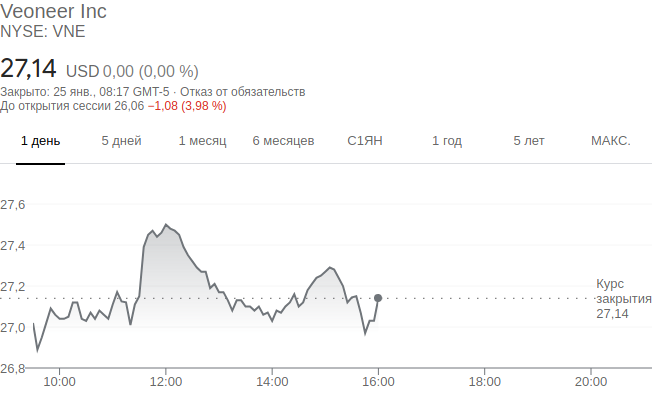 Veoneer Inc
NYSE: VNE
27,14 USD 0,00 (0,00 %)
Закрыто: 25 янв., 08:17 GMT-5 · Отказ от обязательств
До открытия сессии 26,06 −1,08 (3,98 %)
1 день 5 дней 1 месяц 6 месяцев С1ЯН 1 год 5 лет МАКС.
27,6
27,4
27,2
27,0
26,8
Курс
закрытия
27,14
10:00 12:00 14:00 16:00 18:00 20:00